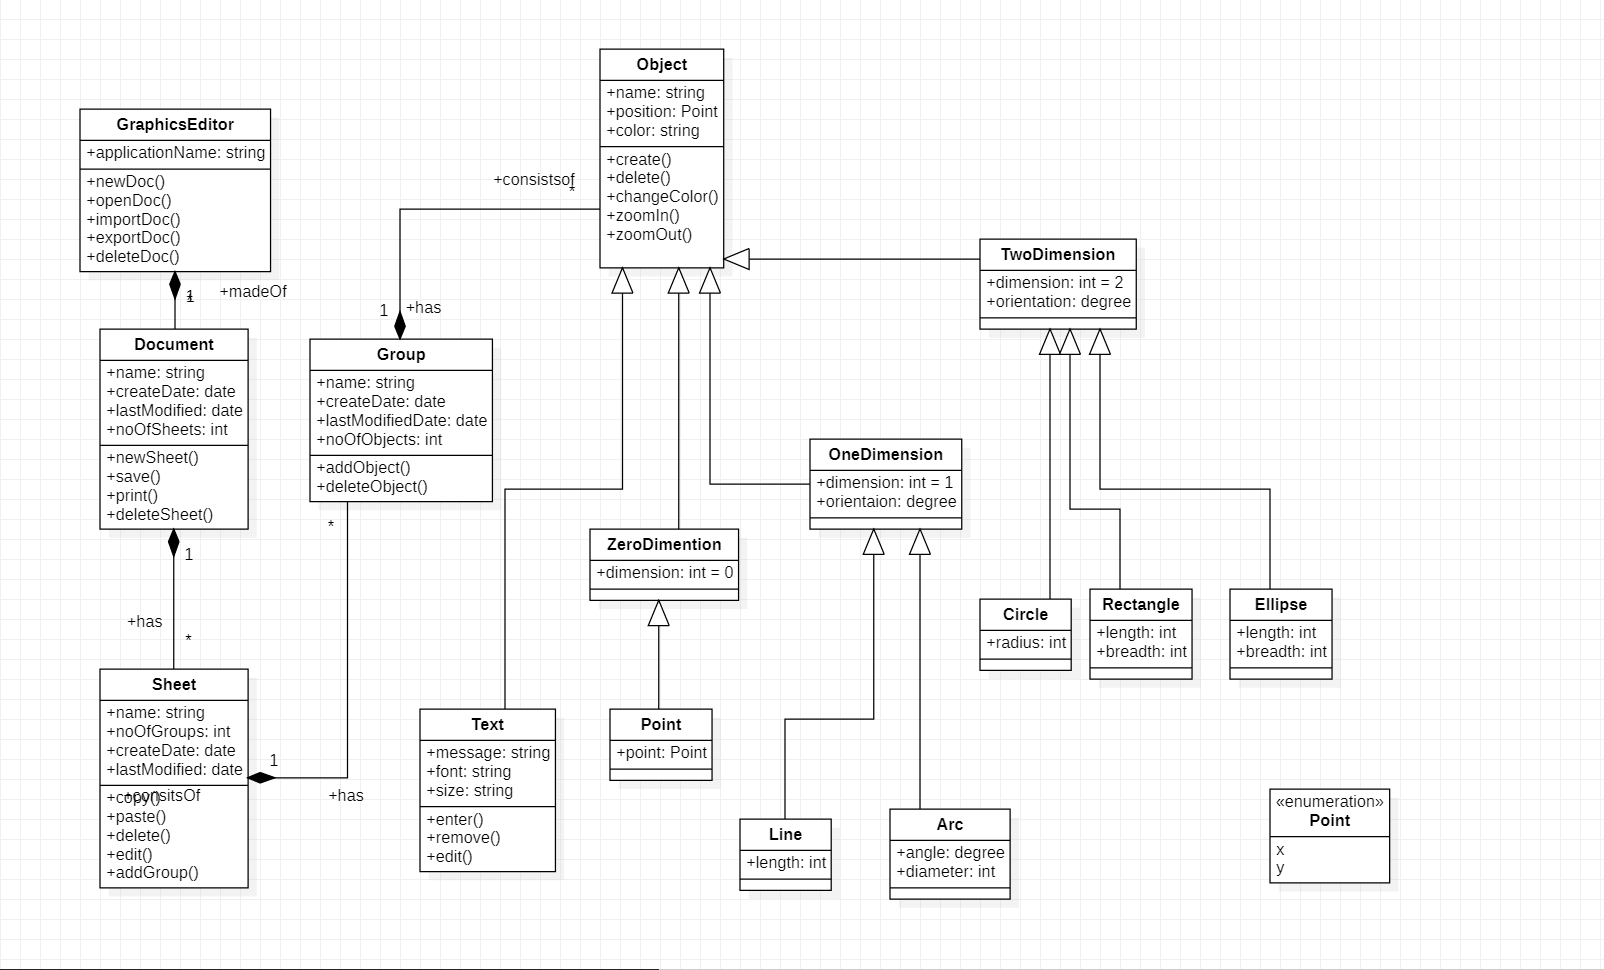 GraphicsEditor
+applicationName: string
+newDoc()
+openDoc()
+importDoc()
+exportDoc()
+deleteDoc()
1
+madeOf
Document
+name: string
+createDate: date
+lastModified: date
+noOfSheets: int
+newSheet()
+save()
+print()
+deleteSheet()
1
+has
*
Sheet
+name: string
+noOfGroups: int
+createDate: date
+lastModified: date
+copy()
+consitsOf
+paste()
+delete()
+edit()
+addGroup()
1
+has
*
+consistsof
*
1
+has
Group
+name: string
+createDate: date
+lastModifiedDate: date
+noOfObjects: int
+addObject()
+deleteObject()
Object
+name: string
+position: Point
+color: string
+create()
+delete()
+changeColor()
+zoomIn()
+zoomOut()
Text
+message: string
+font: string
+size: string
+enter()
+remove()
+edit()
ZeroDimention
+dimension: int = 0
Point
+point: Point
OneDimension
+dimension: int = 1
+orientaion: degree
Line
+length: int
Arc
+angle: degree
+diameter: int
TwoDimension
+dimension: int = 2
+orientation: degree
Circle
+radius: int
Rectangle
+length: int
+breadth: int
Ellipse
+length: int
+breadth: int
«enumeration»
Point
x
y